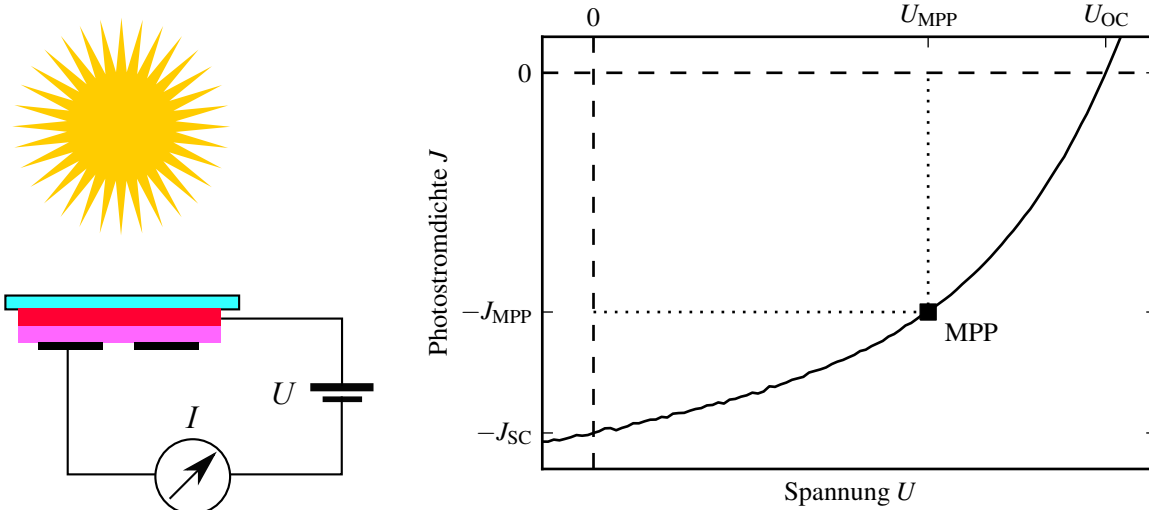 U
I
0
U_MPP
U_OC
0
−J_MPP
−J_SC
MPP
Photostromdichte J
Spannung U